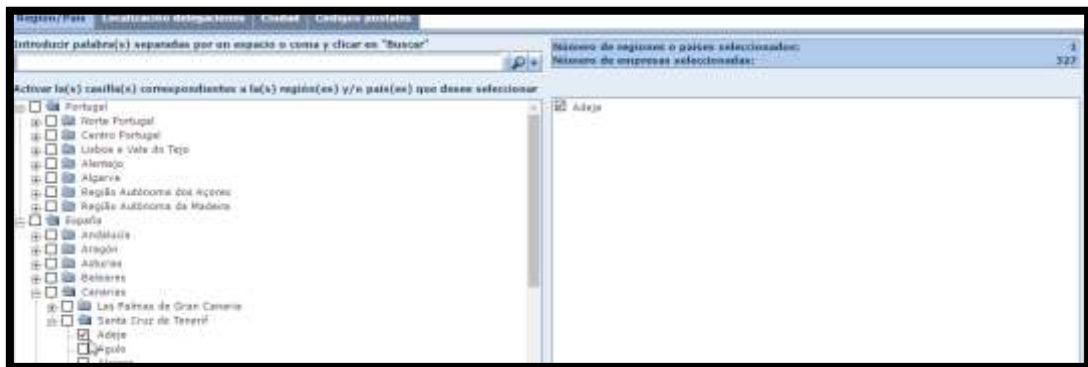 Región/País Localización delegaciones Ciudad Códigos postales
Introducir palabra(s) separadas por un espacio o coma y clicar en "Buscar"
Número de regiones o países seleccionados: 1
Número de empresas seleccionadas: 327
Activar la(s) casilla(s) correspondientes a la(s) región(es) y/o país(es) que desee seleccionar
Portugal
Norte Portugal
Centro Portugal
Lisboa e Vale do Tejo
Alentejo
Algarve
Região Autónoma dos Açores
Região Autónoma da Madeira
España
Andalucía
Aragón
Asturias
Baleares
Canarias
Las Palmas de Gran Canaria
Santa Cruz de Tenerif
Adeje
Agulo
Adeje